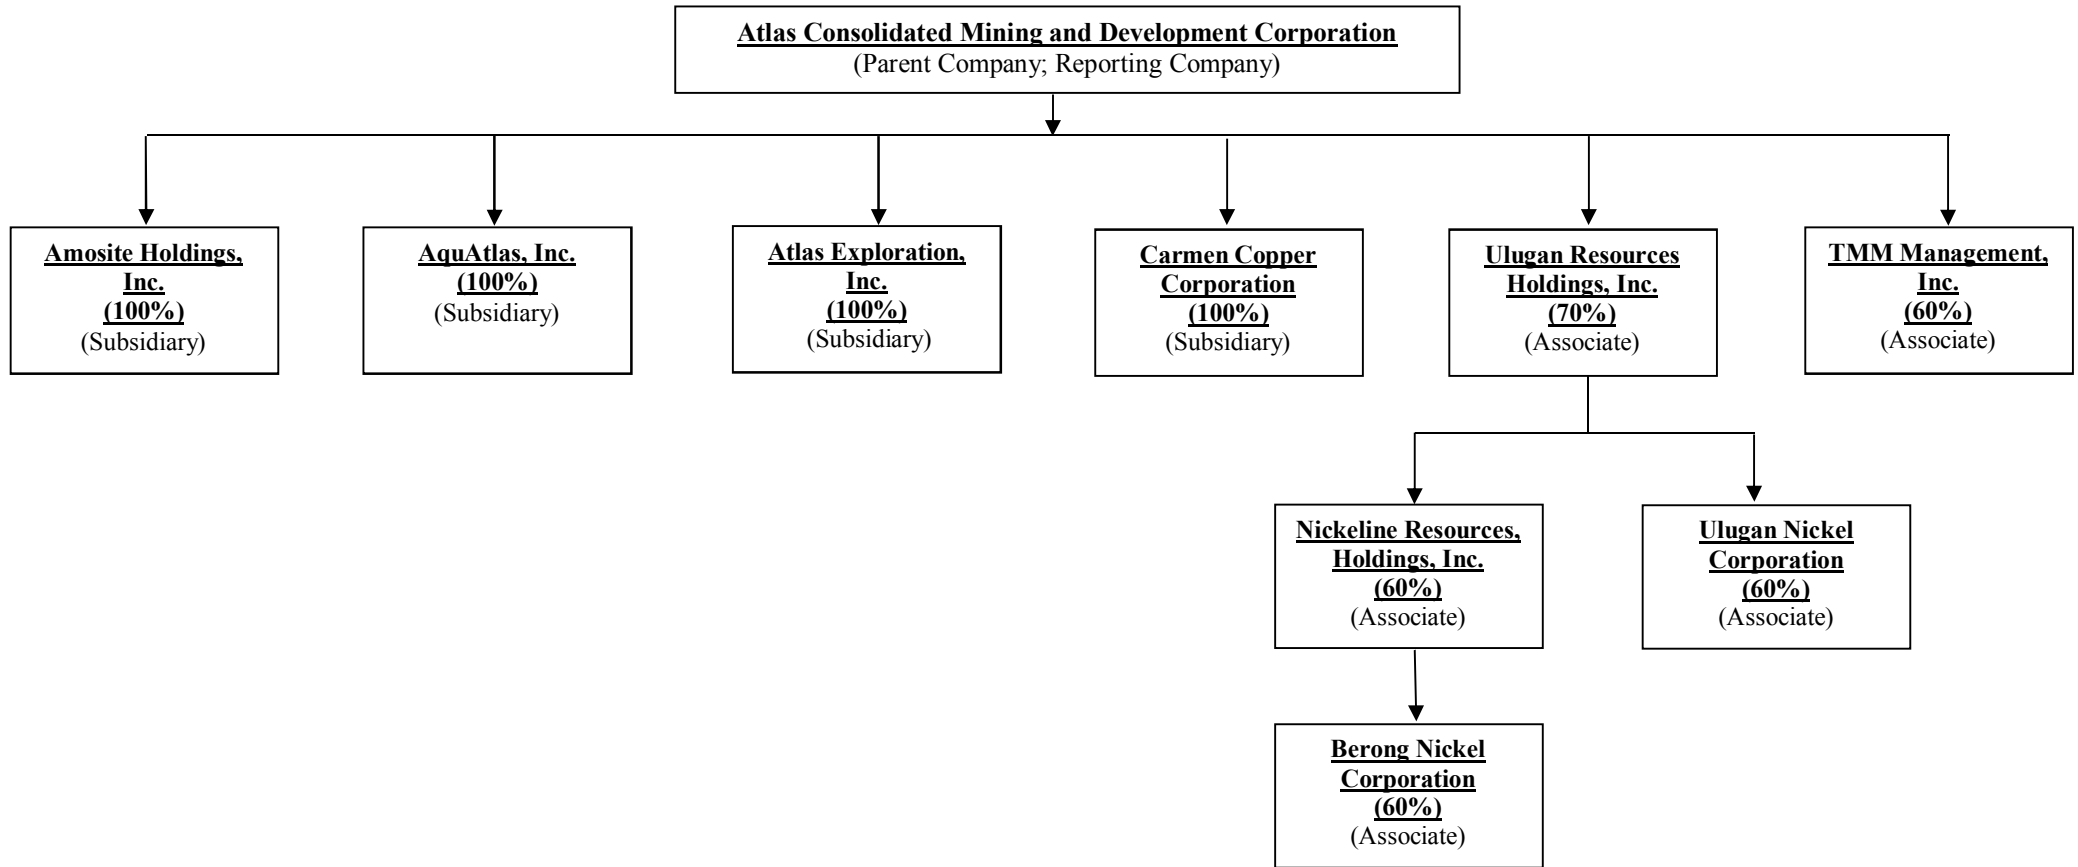 Atlas Consolidated Mining and Development Corporation
(Parent Company; Reporting Company)
Amosite Holdings,
Inc.
(100%)
(Subsidiary)
AquAtlas, Inc.
(100%)
(Subsidiary)
Atlas Exploration,
Inc.
(100%)
(Subsidiary)
Carmen Copper
Corporation
(100%)
(Subsidiary)
Ulugan Resources
Holdings, Inc.
(70%)
(Associate)
TMM Management,
Inc.
(60%)
(Associate)
Nickeline Resources,
Holdings, Inc.
(60%)
(Associate)
Ulugan Nickel
Corporation
(60%)
(Associate)
Berong Nickel
Corporation
(60%)
(Associate)